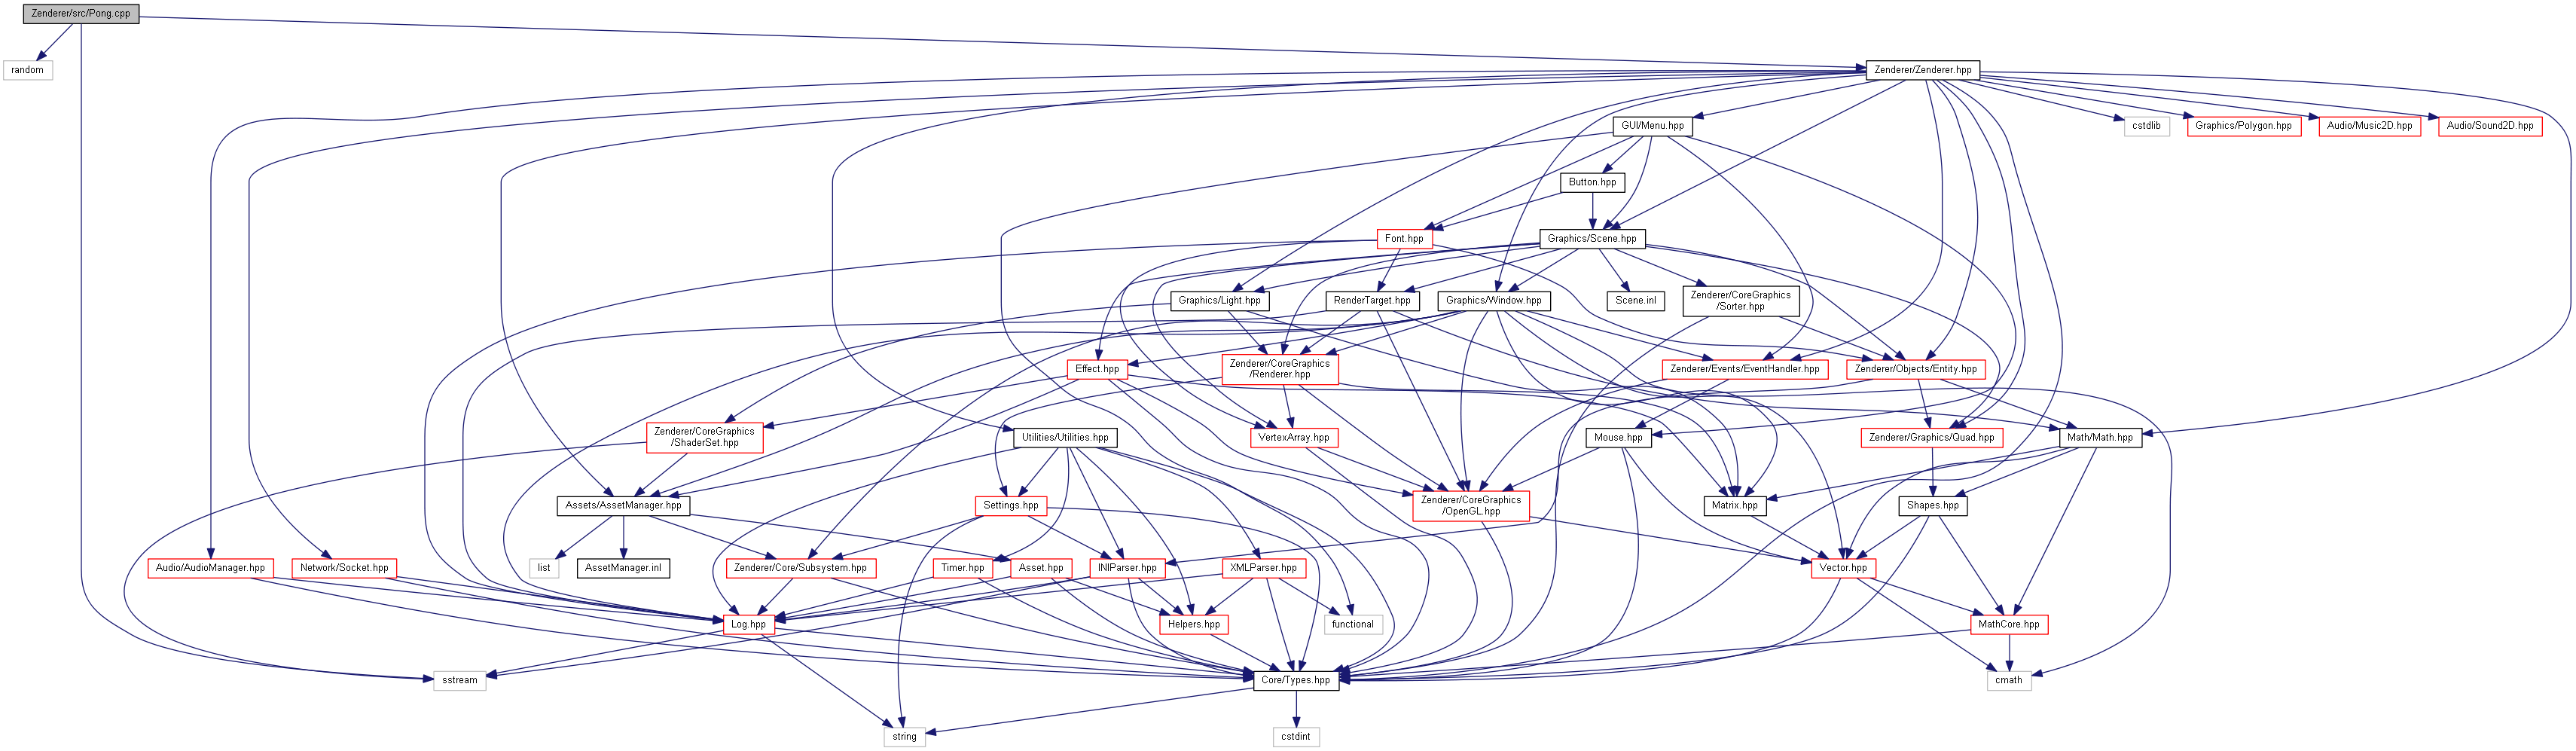 Zenderer/src/Pong.cpp
random
Zenderer/Zenderer.hpp
GUI/Menu.hpp
cstdlib
Graphics/Polygon.hpp
Audio/Music2D.hpp
Audio/Sound2D.hpp
Button.hpp
Font.hpp
Graphics/Scene.hpp
Graphics/Light.hpp
RenderTarget.hpp
Graphics/Window.hpp
Scene.inl
Zenderer/CoreGraphics
/Sorter.hpp
Effect.hpp
Zenderer/CoreGraphics
/Renderer.hpp
Zenderer/Events/EventHandler.hpp
Zenderer/Objects/Entity.hpp
Zenderer/CoreGraphics
/ShaderSet.hpp
Utilities/Utilities.hpp
VertexArray.hpp
Mouse.hpp
Zenderer/Graphics/Quad.hpp
Math/Math.hpp
Assets/AssetManager.hpp
Settings.hpp
Zenderer/CoreGraphics
/OpenGL.hpp
Matrix.hpp
Shapes.hpp
Audio/AudioManager.hpp
Network/Socket.hpp
list
AssetManager.inl
Zenderer/Core/Subsystem.hpp
Timer.hpp
Asset.hpp
INIParser.hpp
XMLParser.hpp
Vector.hpp
Log.hpp
Helpers.hpp
functional
MathCore.hpp
sstream
Core/Types.hpp
cmath
string
cstdint